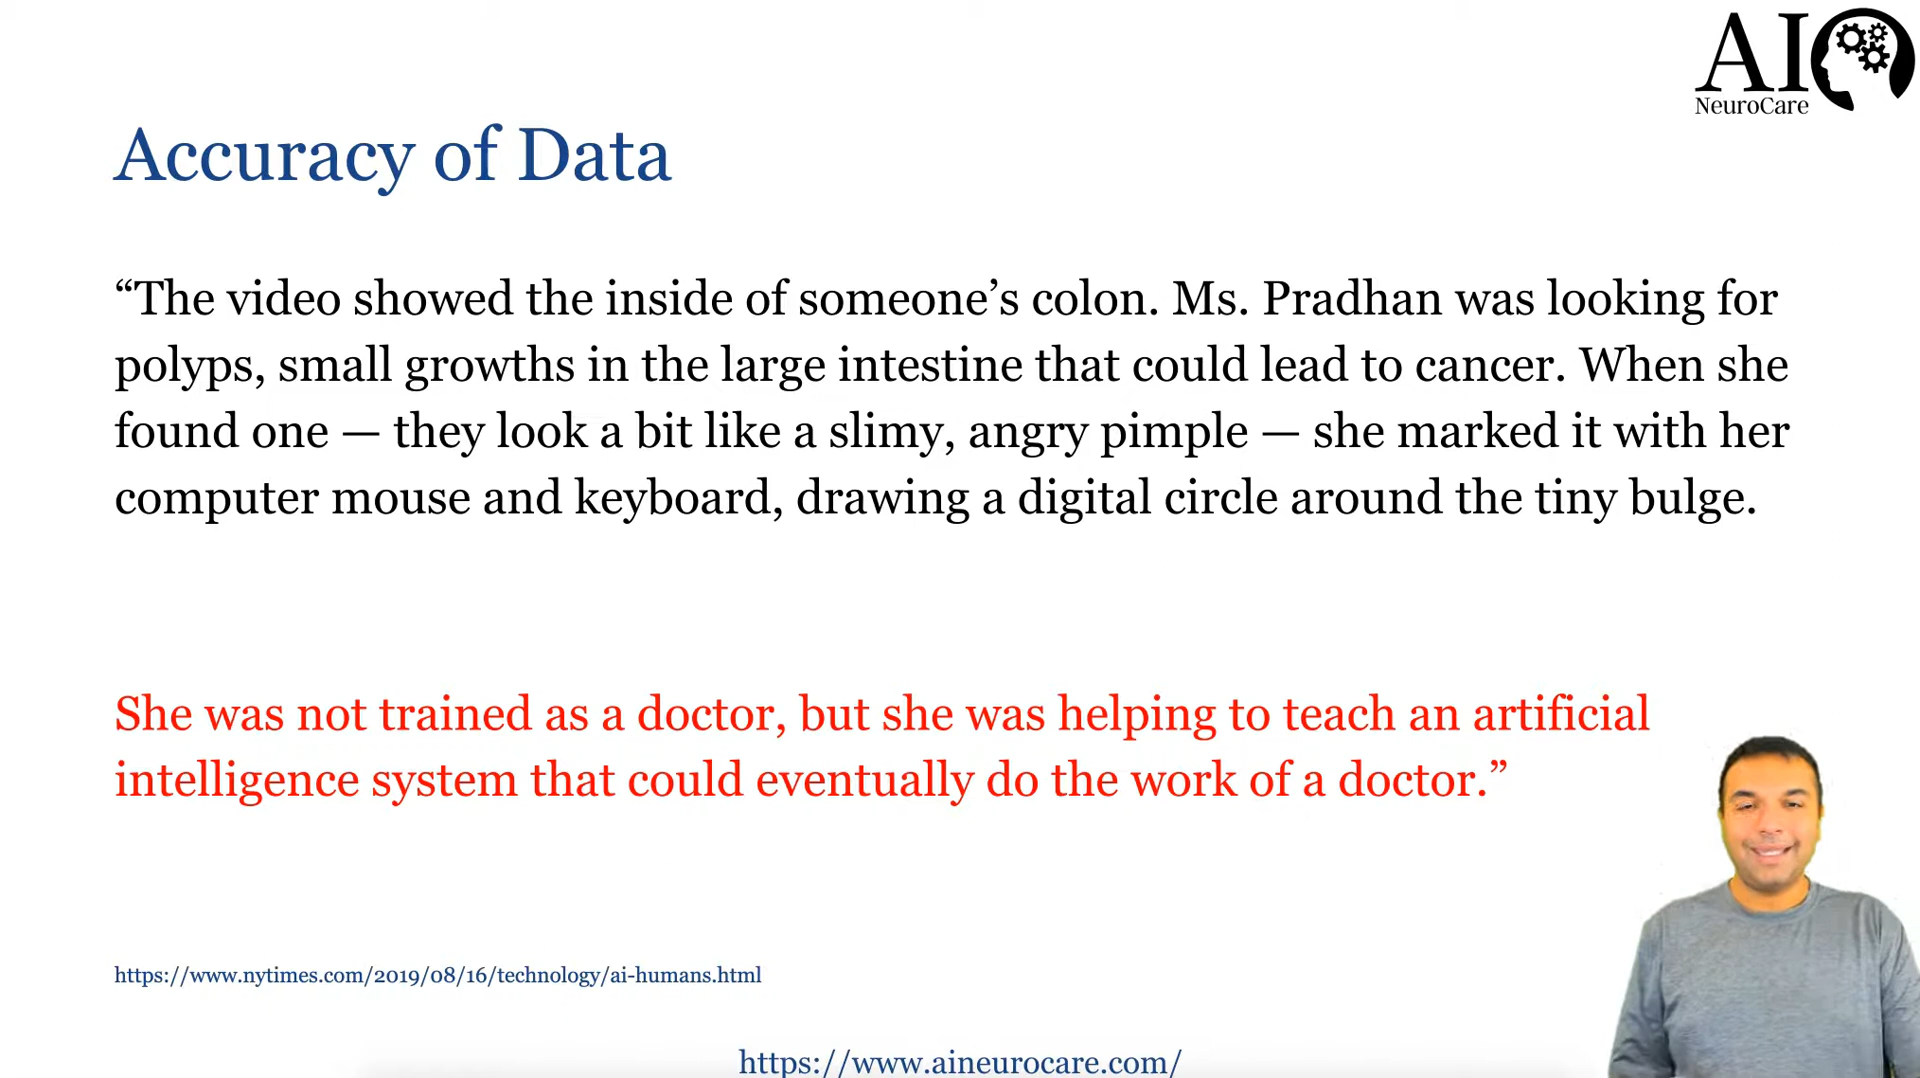 AI
NeuroCare
Accuracy of Data
“The video showed the inside of someone’s colon. Ms. Pradhan was looking for
polyps, small growths in the large intestine that could lead to cancer. When she
found one — they look a bit like a slimy, angry pimple — she marked it with her
computer mouse and keyboard, drawing a digital circle around the tiny bulge.
She was not trained as a doctor, but she was helping to teach an artificial
intelligence system that could eventually do the work of a doctor.”
https://www.nytimes.com/2019/08/16/technology/ai-humans.html
https://www.aineurocare.com/